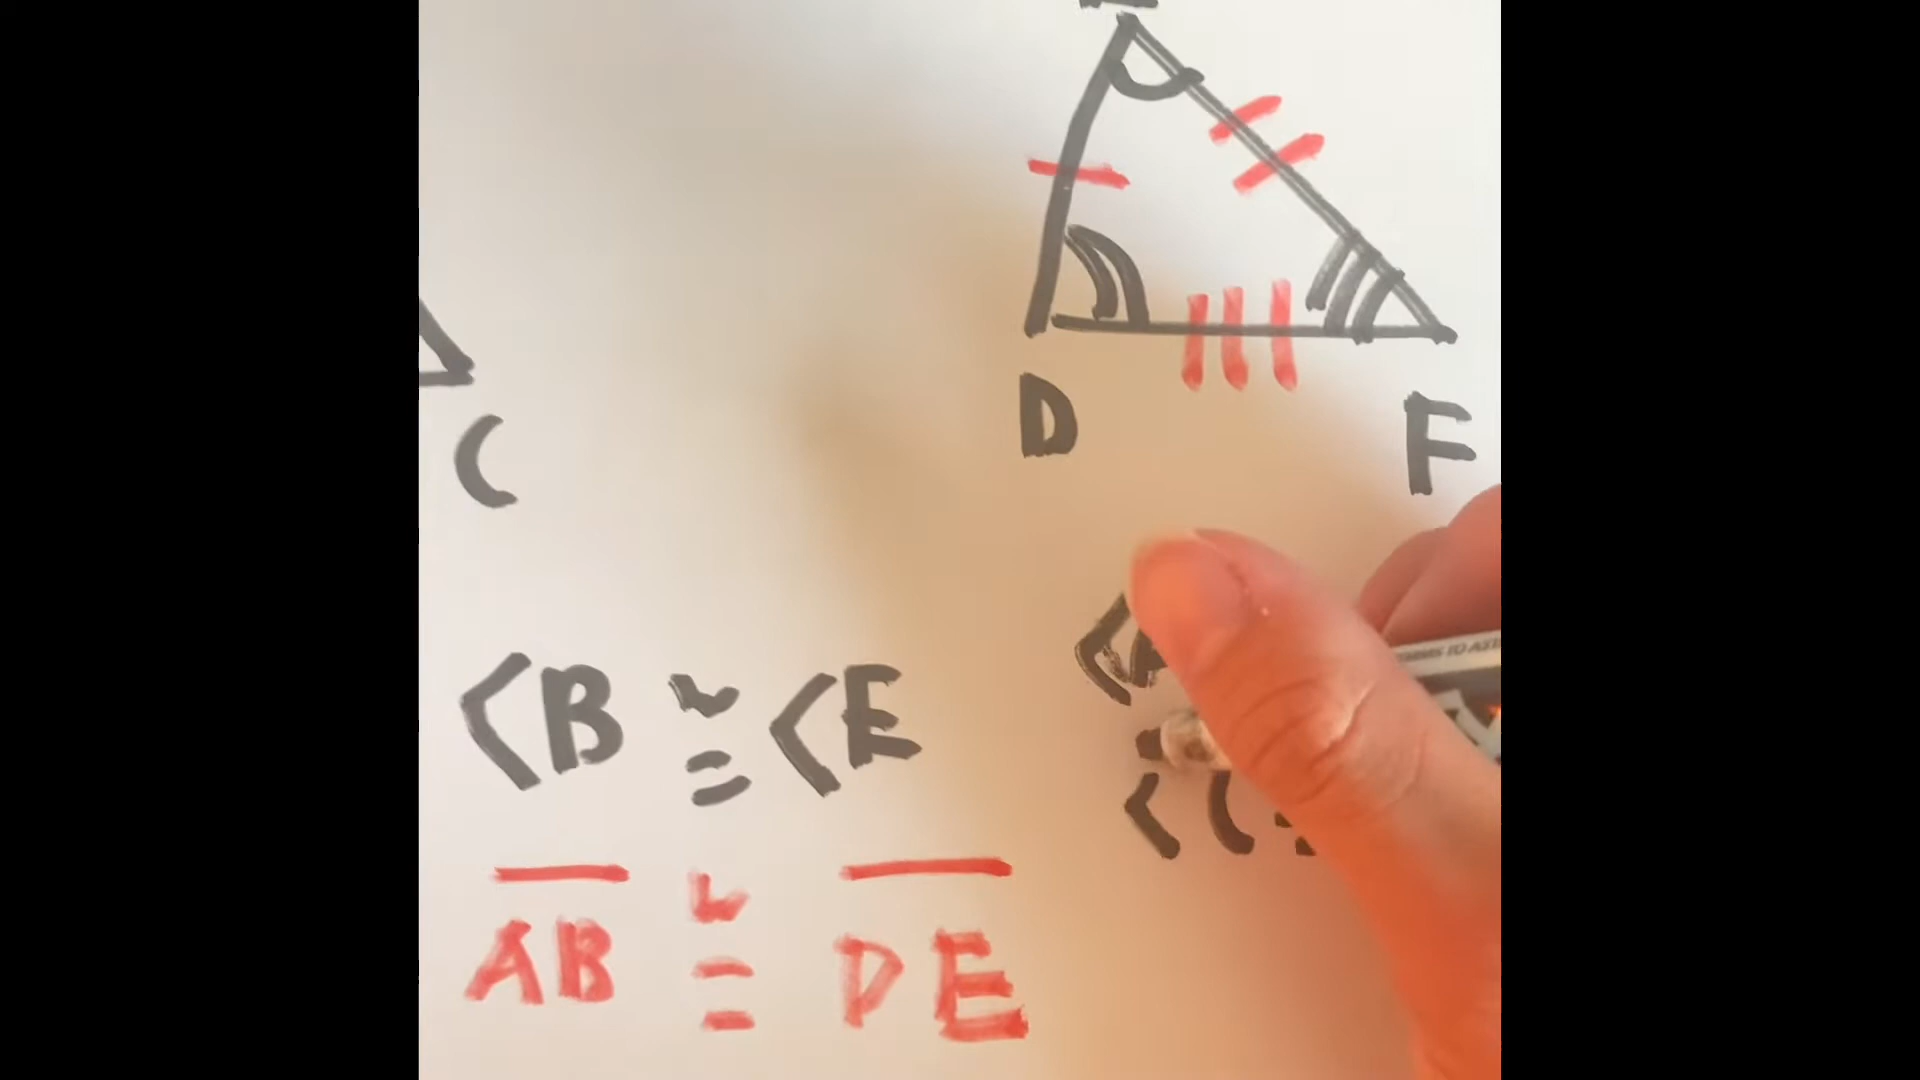 D F
C
<B ≅ <E
<C
AB ≅ DE